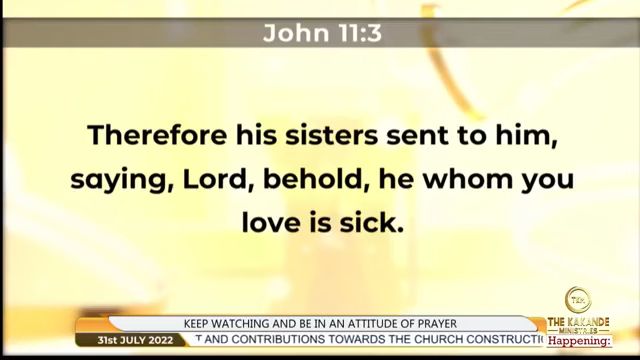 John 11:3
Therefore his sisters sent to him,
saying, Lord, behold, he whom you
love is sick.
TKM
KEEP WATCHING AND BE IN AN ATTITUDE OF PRAYER
THE KAKANDE
MINISTRIES
31st JULY 2022
T AND CONTRIBUTIONS TOWARDS THE CHURCH CONSTRUCTI
Happening: